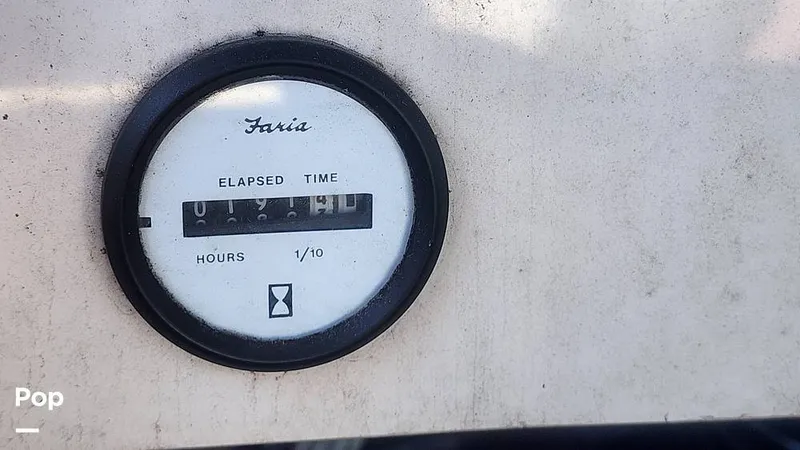 Faria
ELAPSED TIME
0191
HOURS 1/10
Pop